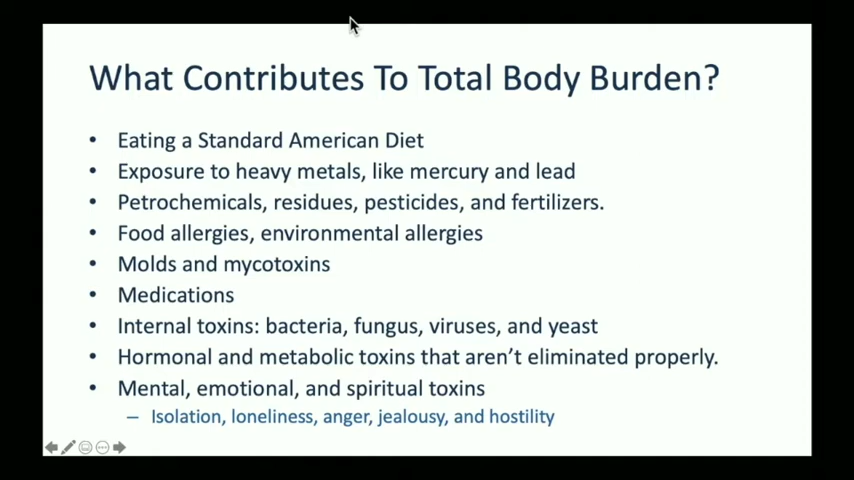 What Contributes To Total Body Burden?
• Eating a Standard American Diet
• Exposure to heavy metals, like mercury and lead
• Petrochemicals, residues, pesticides, and fertilizers.
• Food allergies, environmental allergies
• Molds and mycotoxins
• Medications
• Internal toxins: bacteria, fungus, viruses, and yeast
• Hormonal and metabolic toxins that aren’t eliminated properly.
• Mental, emotional, and spiritual toxins
– Isolation, loneliness, anger, jealousy, and hostility